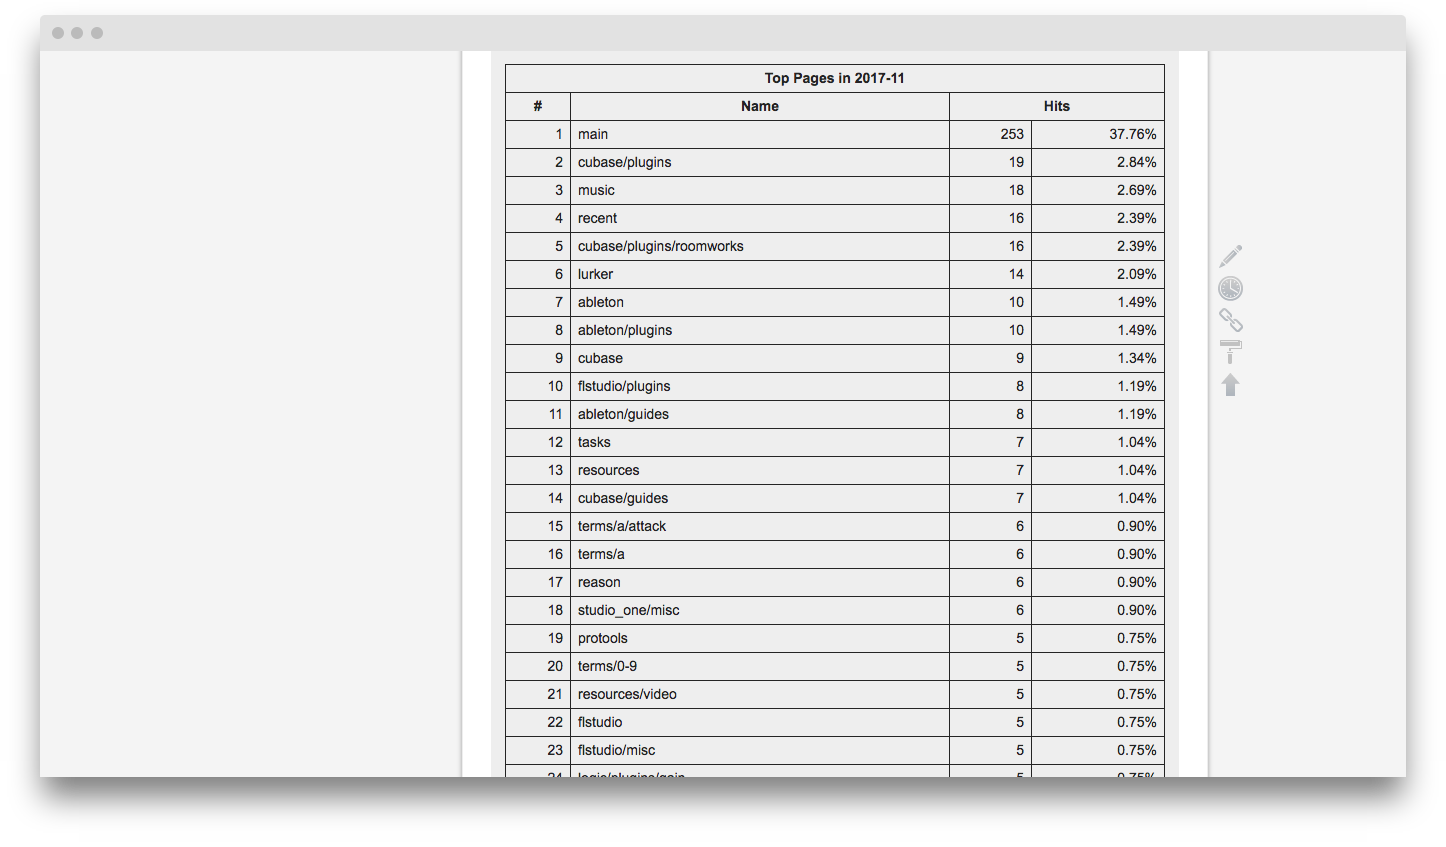 Top Pages in 2017-11
# Name Hits
1 main 253 37.76%
2 cubase/plugins 19 2.84%
3 music 18 2.69%
4 recent 16 2.39%
5 cubase/plugins/roomworks 16 2.39%
6 lurker 14 2.09%
7 ableton 10 1.49%
8 ableton/plugins 10 1.49%
9 cubase 9 1.34%
10 flstudio/plugins 8 1.19%
11 ableton/guides 8 1.19%
12 tasks 7 1.04%
13 resources 7 1.04%
14 cubase/guides 7 1.04%
15 terms/a/attack 6 0.90%
16 terms/a 6 0.90%
17 reason 6 0.90%
18 studio_one/misc 6 0.90%
19 protools 5 0.75%
20 terms/0-9 5 0.75%
21 resources/video 5 0.75%
22 flstudio 5 0.75%
23 flstudio/misc 5 0.75%
24 logic/plugins/gain 5 0.75%